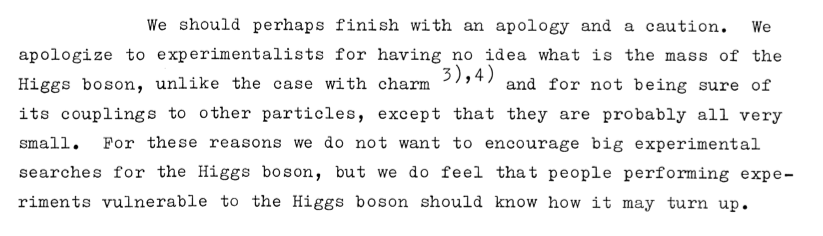 We should perhaps finish with an apology and a caution. We
apologize to experimentalists for having no idea what is the mass of the
Higgs boson, unlike the case with charm 3),4) and for not being sure of
its couplings to other particles, except that they are probably all very
small. For these reasons we do not want to encourage big experimental
searches for the Higgs boson, but we do feel that people performing expe-
riments vulnerable to the Higgs boson should know how it may turn up.